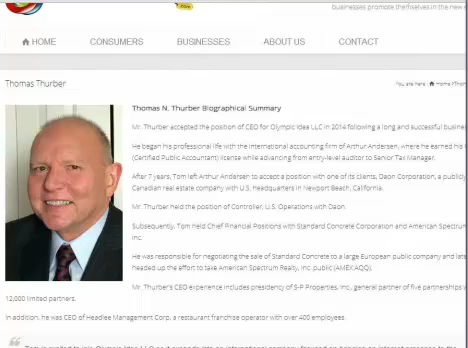 businesses promote themselves in the new
HOME CONSUMERS BUSINESSES ABOUT US CONTACT
Thomas Thurber
You are here: Home
Thomas N. Thurber Biographical Summary
Mr. Thurber accepted the position of CEO for Olympic Idea LLC in 2014 following a long and successful busine
He began his professional life with the international accounting firm of Arthur Andersen, where he earned his
(Certified Public Accountant) license while advancing from entry-level auditor to Senior Tax Manager.
After 7 years, Tom left Arthur Andersen to accept a position with one of its clients, Daon Corporation, a publicly
Canadian real estate company with U.S. headquarters in Newport Beach, California.
Mr. Thurber held the position of Controller, U.S. Operations with Daon.
Subsequently, Tom held Chief Financial Positions with Standard Concrete Corporation and American Spectrum
Inc.
He was responsible for negotiating the sale of Standard Concrete to a large European public company and late
headed up the effort to take American Spectrum Realty, Inc. public (AMEX:AQQ).
Mr. Thurber's CEO experience includes presidency of S-P Properties, Inc., general partner of five partnerships
12,000 limited partners.
In addition, he was CEO of Headlee Management Corp, a restaurant franchise operator with over 400 employees.